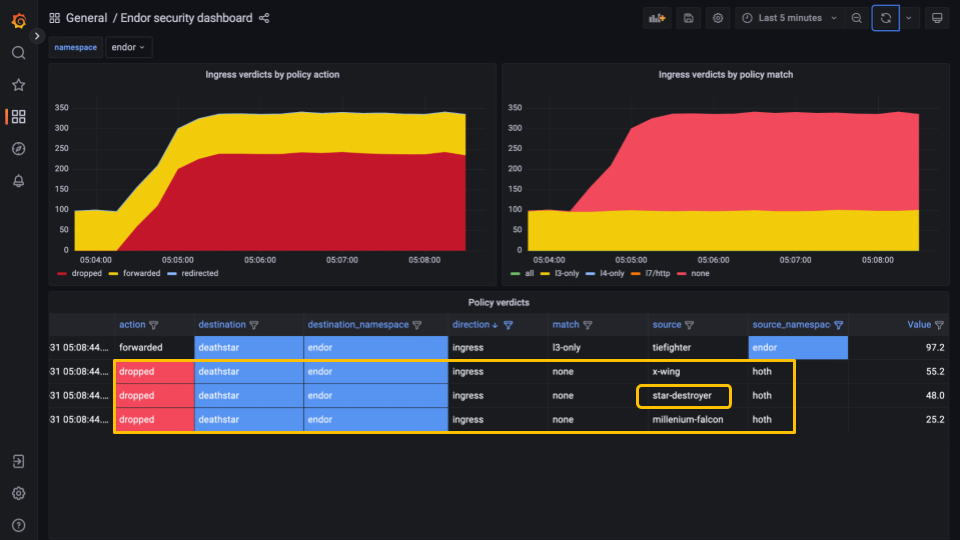 General / Endor security dashboard
Last 5 minutes
namespace endor
Ingress verdicts by policy action
350
300
250
200
150
100
50
0
05:04:00 05:05:00 05:06:00 05:07:00 05:08:00
dropped forwarded redirected
Ingress verdicts by policy match
350
300
250
200
150
100
50
0
05:04:00 05:05:00 05:06:00 05:07:00 05:08:00
all l3-only l4-only l7/http none
Policy verdicts
action destination destination_namespace direction match source source_namespac Value
31 05:08:44.... forwarded deathstar endor ingress l3-only tiefighter endor 97.2
31 05:08:44.... dropped deathstar endor ingress none x-wing hoth 55.2
31 05:08:44.... dropped deathstar endor ingress none star-destroyer hoth 48.0
31 05:08:44.... dropped deathstar endor ingress none millenium-falcon hoth 25.2